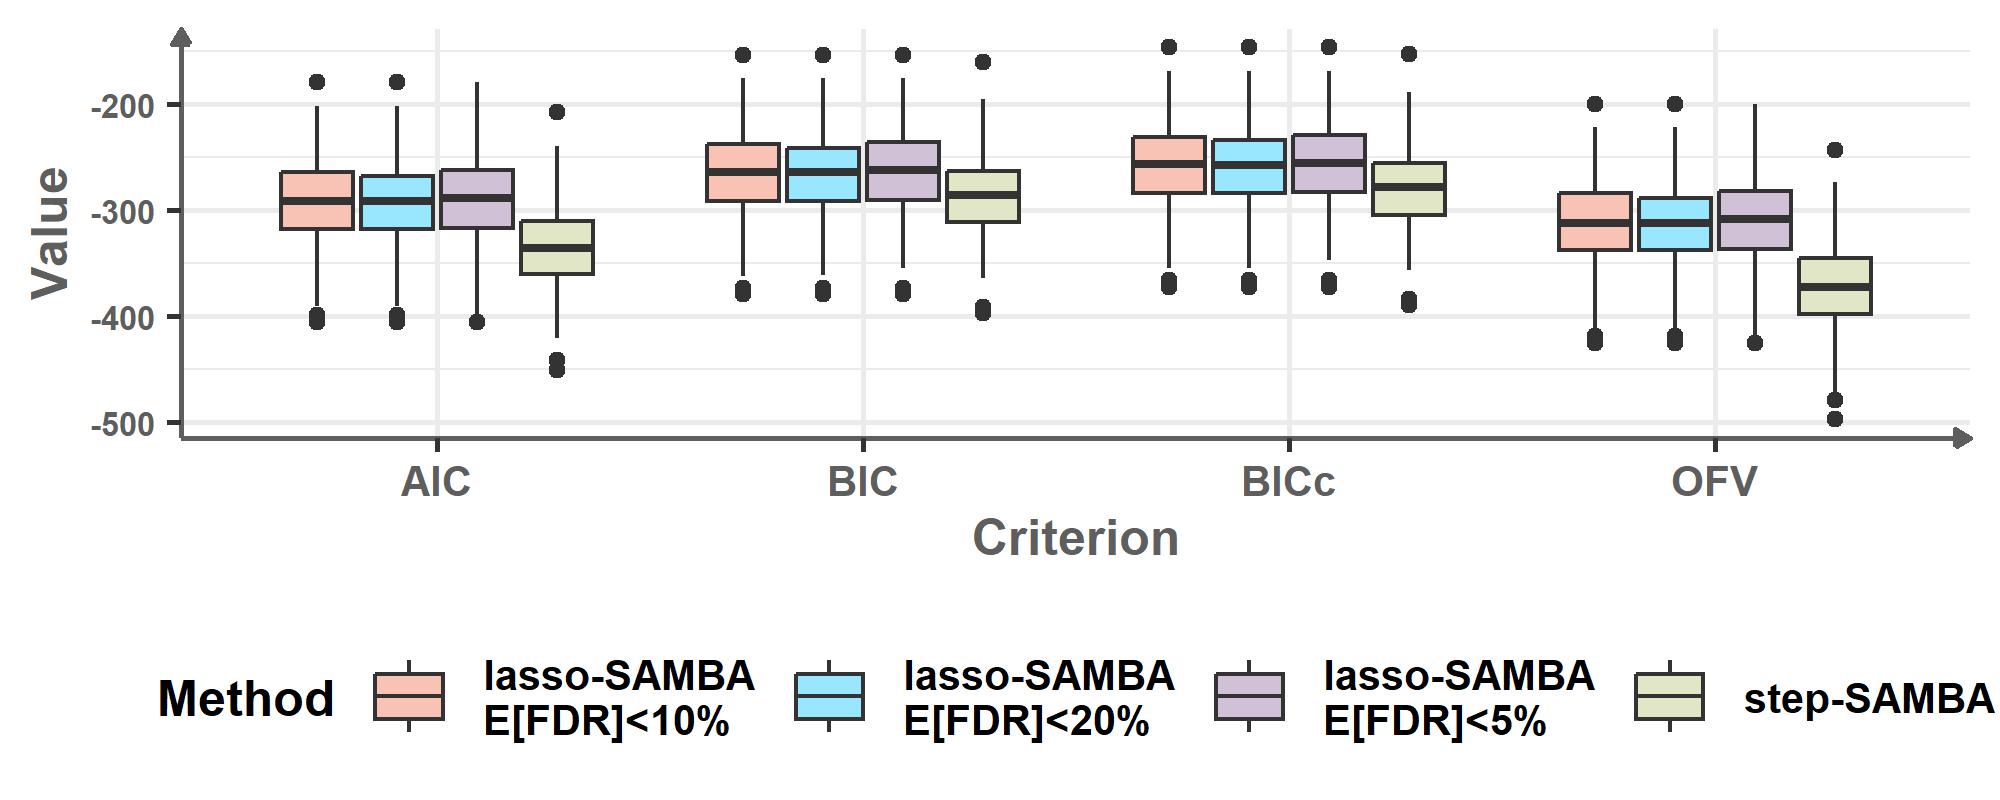 Value
-200
-300
-400
-500
AIC
BIC
BICc
OFV
Criterion
Method
lasso-SAMBA
E[FDR]<10%
lasso-SAMBA
E[FDR]<20%
lasso-SAMBA
E[FDR]<5%
step-SAMBA